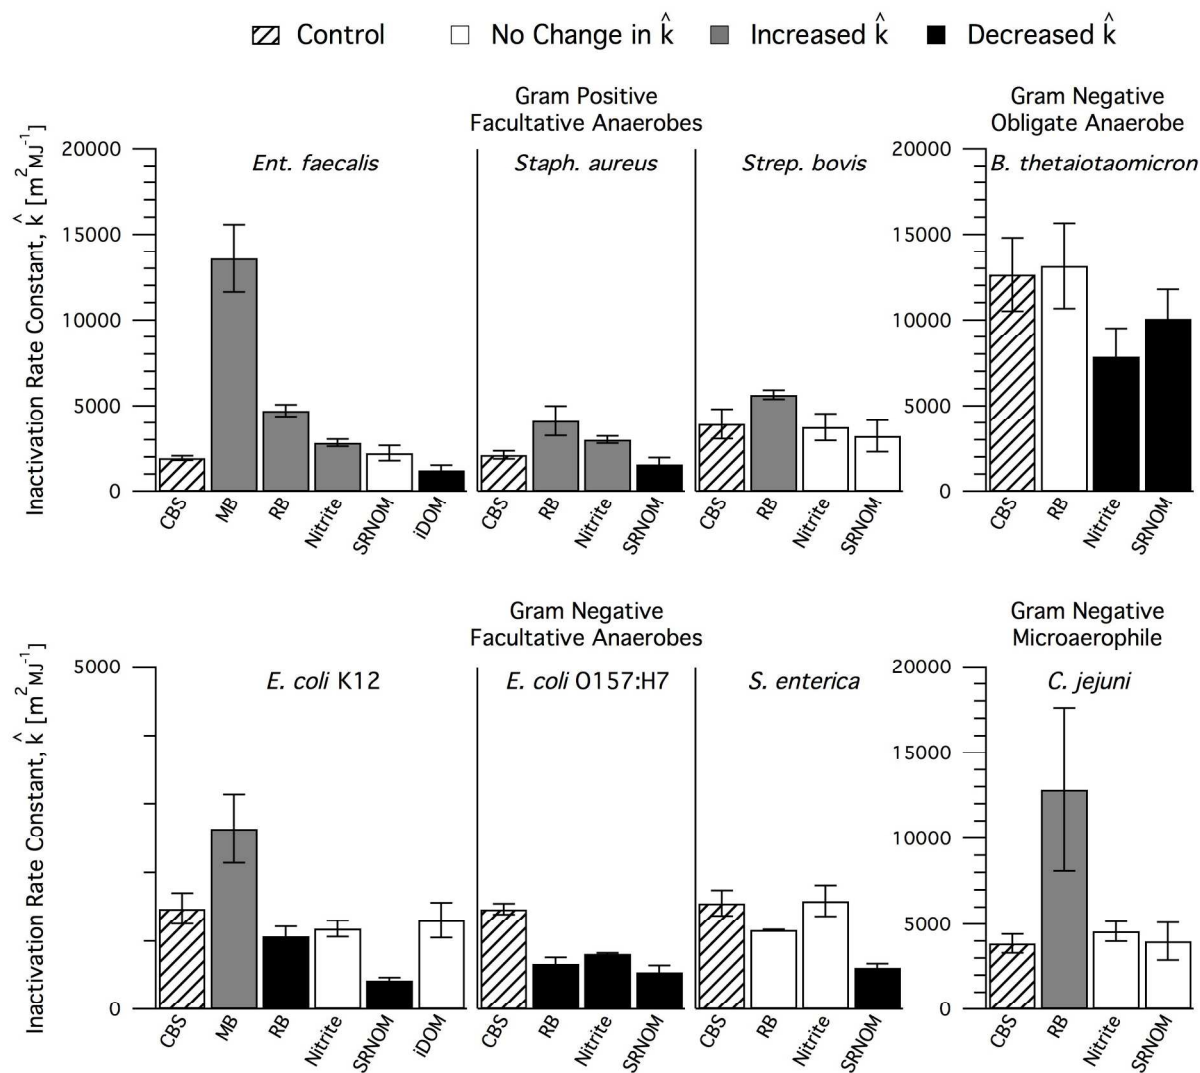 Control No Change in k̂ Increased k̂ Decreased k̂
Gram Positive
Facultative Anaerobes
Gram Negative
Obligate Anaerobe
Inactivation Rate Constant, k̂ [m² MJ⁻¹]
20000
15000
10000
5000
0
Ent. faecalis
CBS
MB
RB
Nitrite
SRNOM
iDOM
Staph. aureus
CBS
RB
Nitrite
SRNOM
Strep. bovis
CBS
RB
Nitrite
SRNOM
20000
15000
10000
5000
0
B. thetaiotaomicron
CBS
RB
Nitrite
SRNOM
Gram Negative
Facultative Anaerobes
Gram Negative
Microaerophile
Inactivation Rate Constant, k̂ [m² MJ⁻¹]
5000
0
E. coli K12
CBS
MB
RB
Nitrite
SRNOM
iDOM
E. coli O157:H7
CBS
RB
Nitrite
SRNOM
S. enterica
CBS
RB
Nitrite
SRNOM
20000
15000
10000
5000
0
C. jejuni
CBS
RB
Nitrite
SRNOM